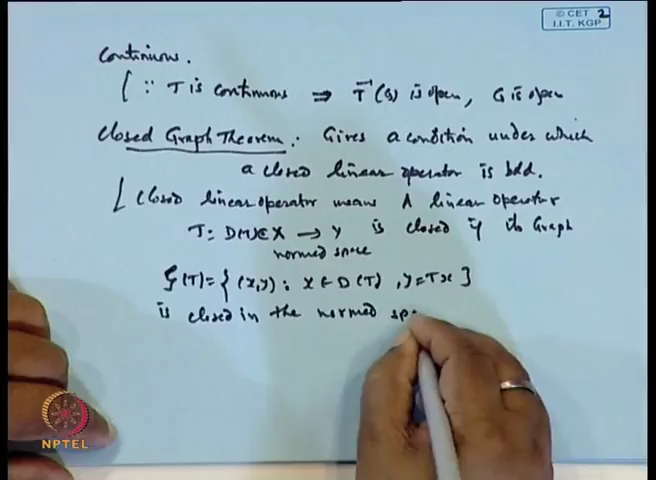 © CET
I.I.T. KGP
2
Continuous.
[ ∵ T is continuous ⇒ T⁻¹(G) is open, G is open
Closed Graph Theorem: Gives a condition under which
a closed linear operator is bdd.
[ Closed linear operator means A linear operator
T: D(T) ⊂ X → Y is closed if its Graph
normed space
G(T) = { (x,y) : x ∈ D(T), y = Tx }
is closed in the normed sp
NPTEL